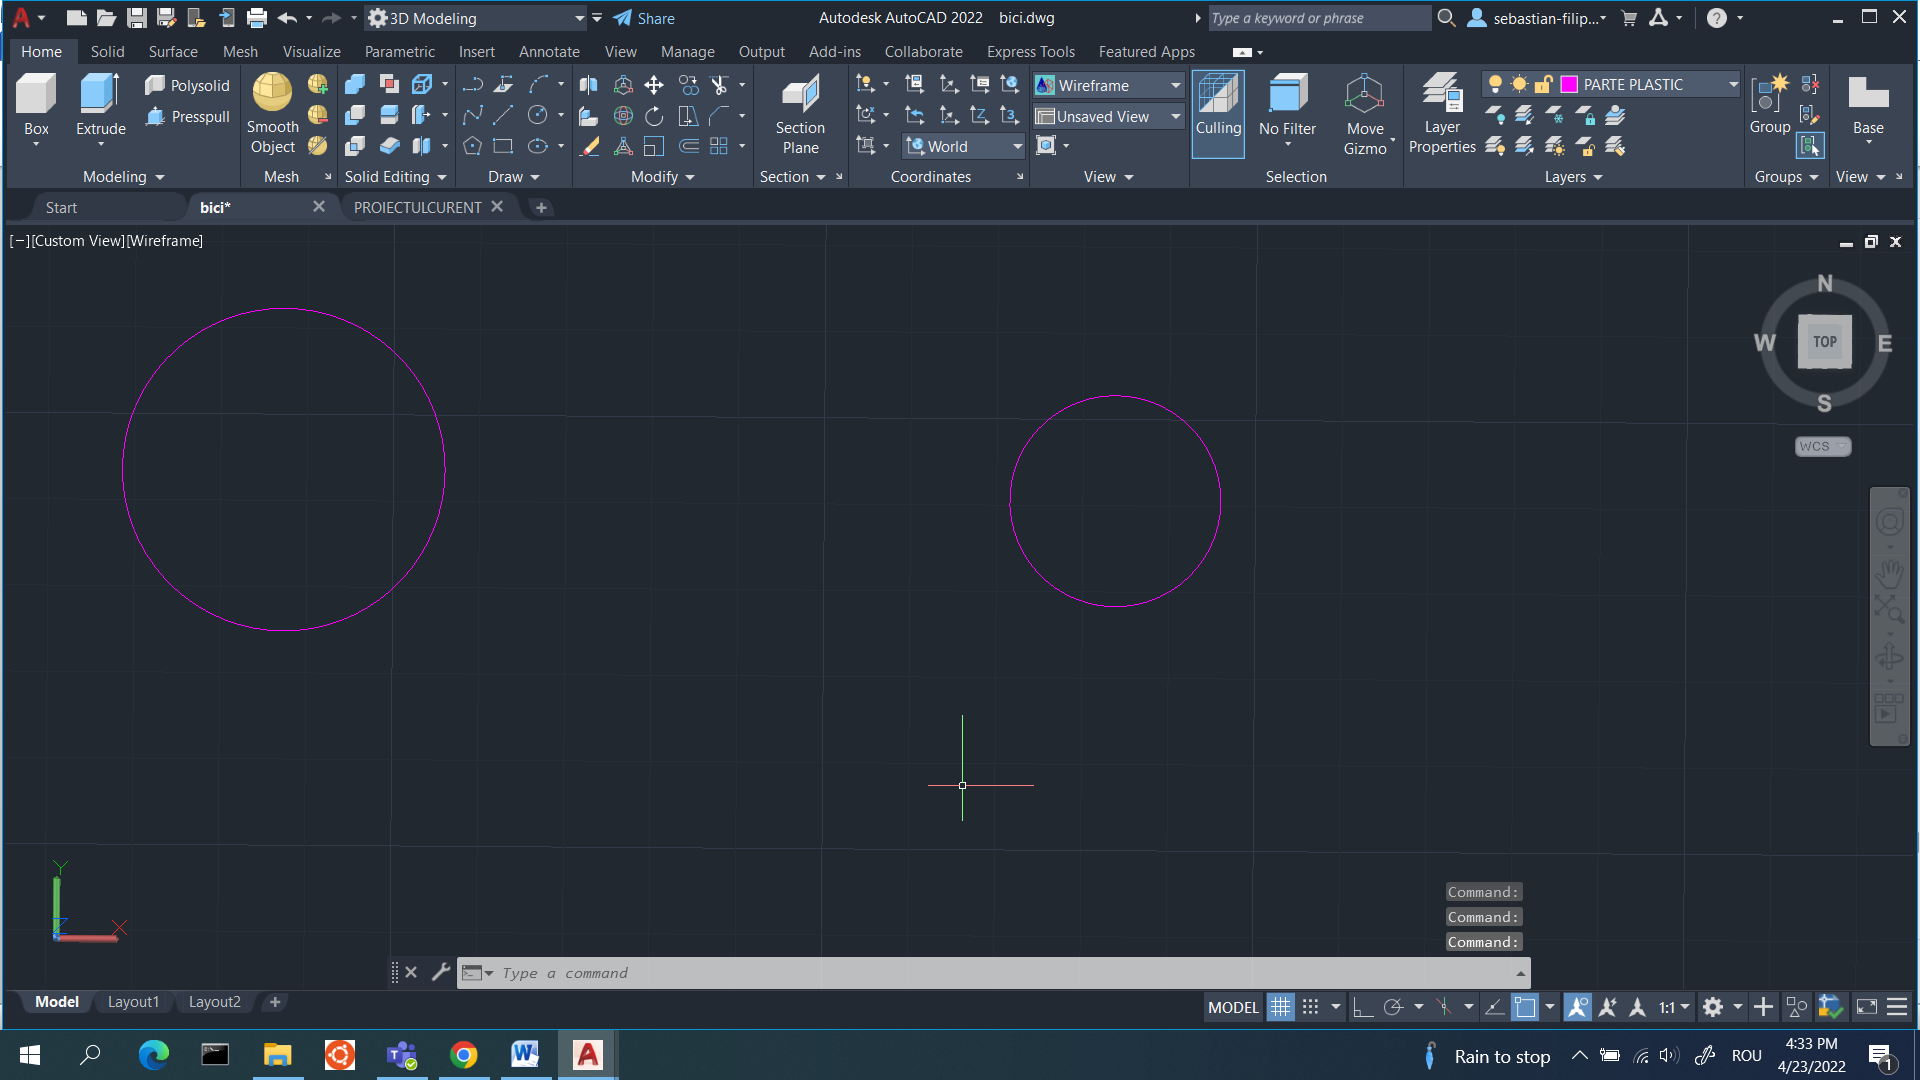 3D Modeling
Share
Autodesk AutoCAD 2022 bici.dwg
Type a keyword or phrase
sebastian-filip...
Home Solid Surface Mesh Visualize Parametric Insert Annotate View Manage Output Add-ins Collaborate Express Tools Featured Apps
Box
Extrude
Polysolid
Presspull
Smooth
Object
Section
Plane
World
Wireframe
Unsaved View
Culling
No Filter
Move
Gizmo
Layer
Properties
PARTE PLASTIC
Group
Base
Modeling
Mesh
Solid Editing
Draw
Modify
Section
Coordinates
View
Selection
Layers
Groups
View
Start
bici*
PROIECTULCURENT
[−][Custom View][Wireframe]
N
W
TOP
E
S
WCS
Y
X
Command:
Command:
Command:
Type a command
Model
Layout1
Layout2
MODEL
1:1
Rain to stop
ROU
4:33 PM
4/23/2022
1